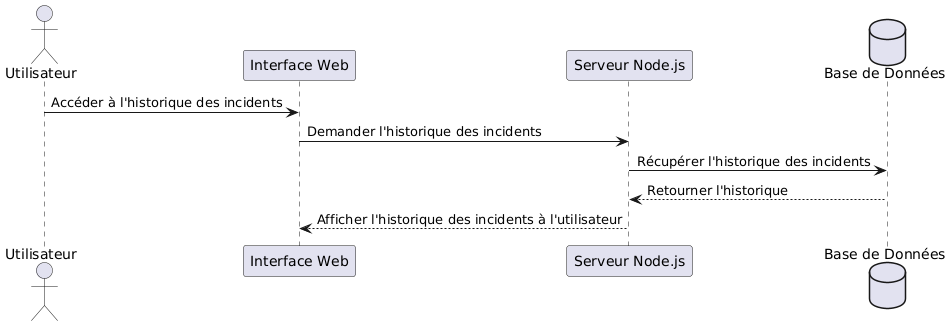 Utilisateur
Interface Web
Serveur Node.js
Base de Données
Accéder à l'historique des incidents
Demander l'historique des incidents
Récupérer l'historique des incidents
Retourner l'historique
Afficher l'historique des incidents à l'utilisateur
Utilisateur
Interface Web
Serveur Node.js
Base de Données